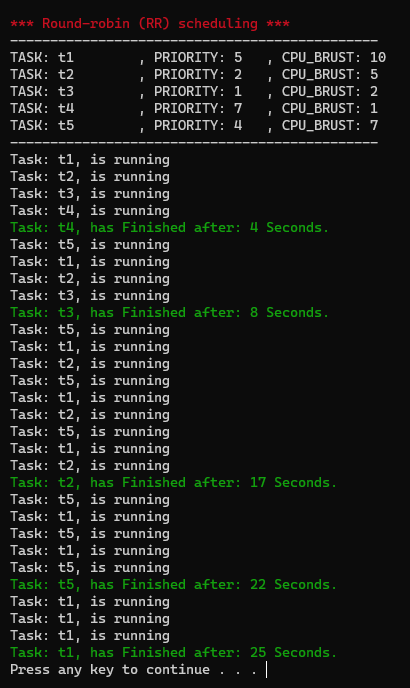 *** Round-robin (RR) scheduling ***
----------------------------------------------
TASK: t1        , PRIORITY: 5   , CPU_BRUST: 10
TASK: t2        , PRIORITY: 2   , CPU_BRUST: 5
TASK: t3        , PRIORITY: 1   , CPU_BRUST: 2
TASK: t4        , PRIORITY: 7   , CPU_BRUST: 1
TASK: t5        , PRIORITY: 4   , CPU_BRUST: 7
----------------------------------------------
Task: t1, is running
Task: t2, is running
Task: t3, is running
Task: t4, is running
Task: t4, has Finished after: 4 Seconds.
Task: t5, is running
Task: t1, is running
Task: t2, is running
Task: t3, is running
Task: t3, has Finished after: 8 Seconds.
Task: t5, is running
Task: t1, is running
Task: t2, is running
Task: t5, is running
Task: t1, is running
Task: t2, is running
Task: t5, is running
Task: t1, is running
Task: t2, is running
Task: t2, has Finished after: 17 Seconds.
Task: t5, is running
Task: t1, is running
Task: t5, is running
Task: t1, is running
Task: t5, is running
Task: t5, has Finished after: 22 Seconds.
Task: t1, is running
Task: t1, is running
Task: t1, is running
Task: t1, has Finished after: 25 Seconds.
Press any key to continue . . .